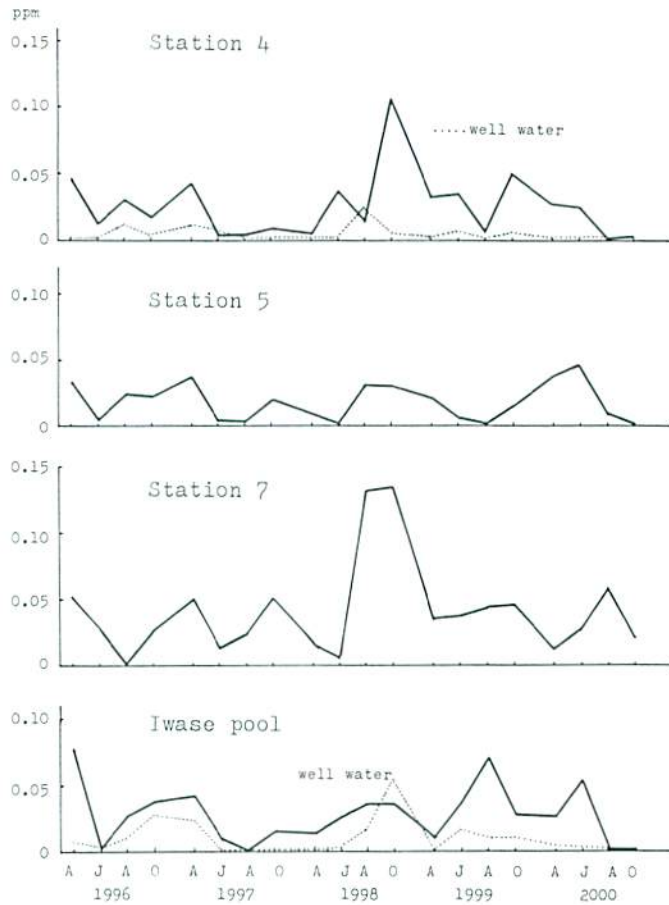 ppm
0.15
Station 4
0.10
.....well water
0.05
0
0.10
Station 5
0.05
0
0.15
Station 7
0.10
0.05
0
0.10
Iwase pool
well water
0.05
0
A J A O A J A O A J A O A J A O A J A O
1996 1997 1998 1999 2000